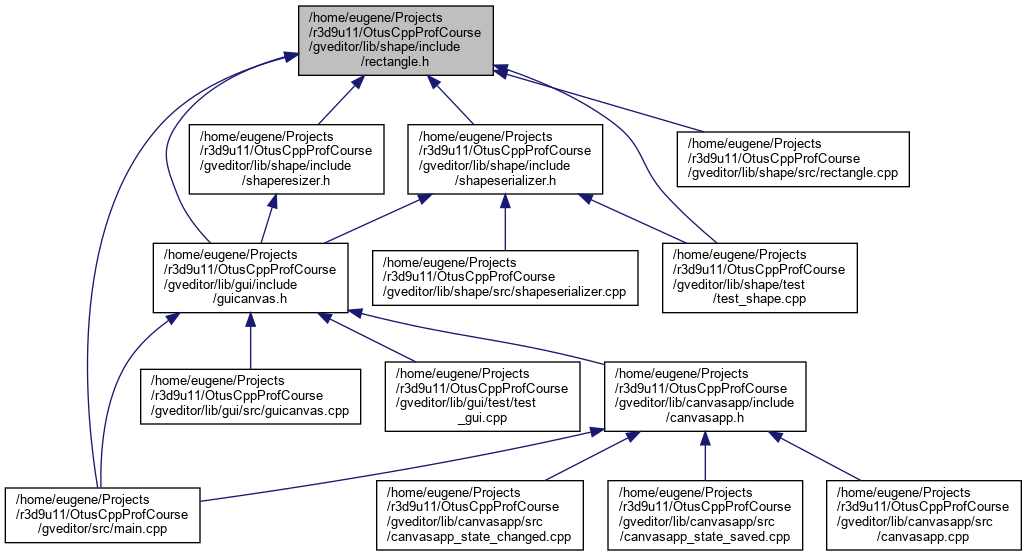 /home/eugene/Projects
/r3d9u11/OtusCppProfCourse
/gveditor/lib/shape/include
/rectangle.h
/home/eugene/Projects
/r3d9u11/OtusCppProfCourse
/gveditor/lib/shape/include
/shaperesizer.h
/home/eugene/Projects
/r3d9u11/OtusCppProfCourse
/gveditor/lib/shape/include
/shapeserializer.h
/home/eugene/Projects
/r3d9u11/OtusCppProfCourse
/gveditor/lib/shape/src/rectangle.cpp
/home/eugene/Projects
/r3d9u11/OtusCppProfCourse
/gveditor/lib/gui/include
/guicanvas.h
/home/eugene/Projects
/r3d9u11/OtusCppProfCourse
/gveditor/lib/shape/src/shapeserializer.cpp
/home/eugene/Projects
/r3d9u11/OtusCppProfCourse
/gveditor/lib/shape/test
/test_shape.cpp
/home/eugene/Projects
/r3d9u11/OtusCppProfCourse
/gveditor/lib/gui/src/guicanvas.cpp
/home/eugene/Projects
/r3d9u11/OtusCppProfCourse
/gveditor/lib/gui/test/test
_gui.cpp
/home/eugene/Projects
/r3d9u11/OtusCppProfCourse
/gveditor/lib/canvasapp/include
/canvasapp.h
/home/eugene/Projects
/r3d9u11/OtusCppProfCourse
/gveditor/src/main.cpp
/home/eugene/Projects
/r3d9u11/OtusCppProfCourse
/gveditor/lib/canvasapp/src
/canvasapp_state_changed.cpp
/home/eugene/Projects
/r3d9u11/OtusCppProfCourse
/gveditor/lib/canvasapp/src
/canvasapp_state_saved.cpp
/home/eugene/Projects
/r3d9u11/OtusCppProfCourse
/gveditor/lib/canvasapp/src
/canvasapp.cpp